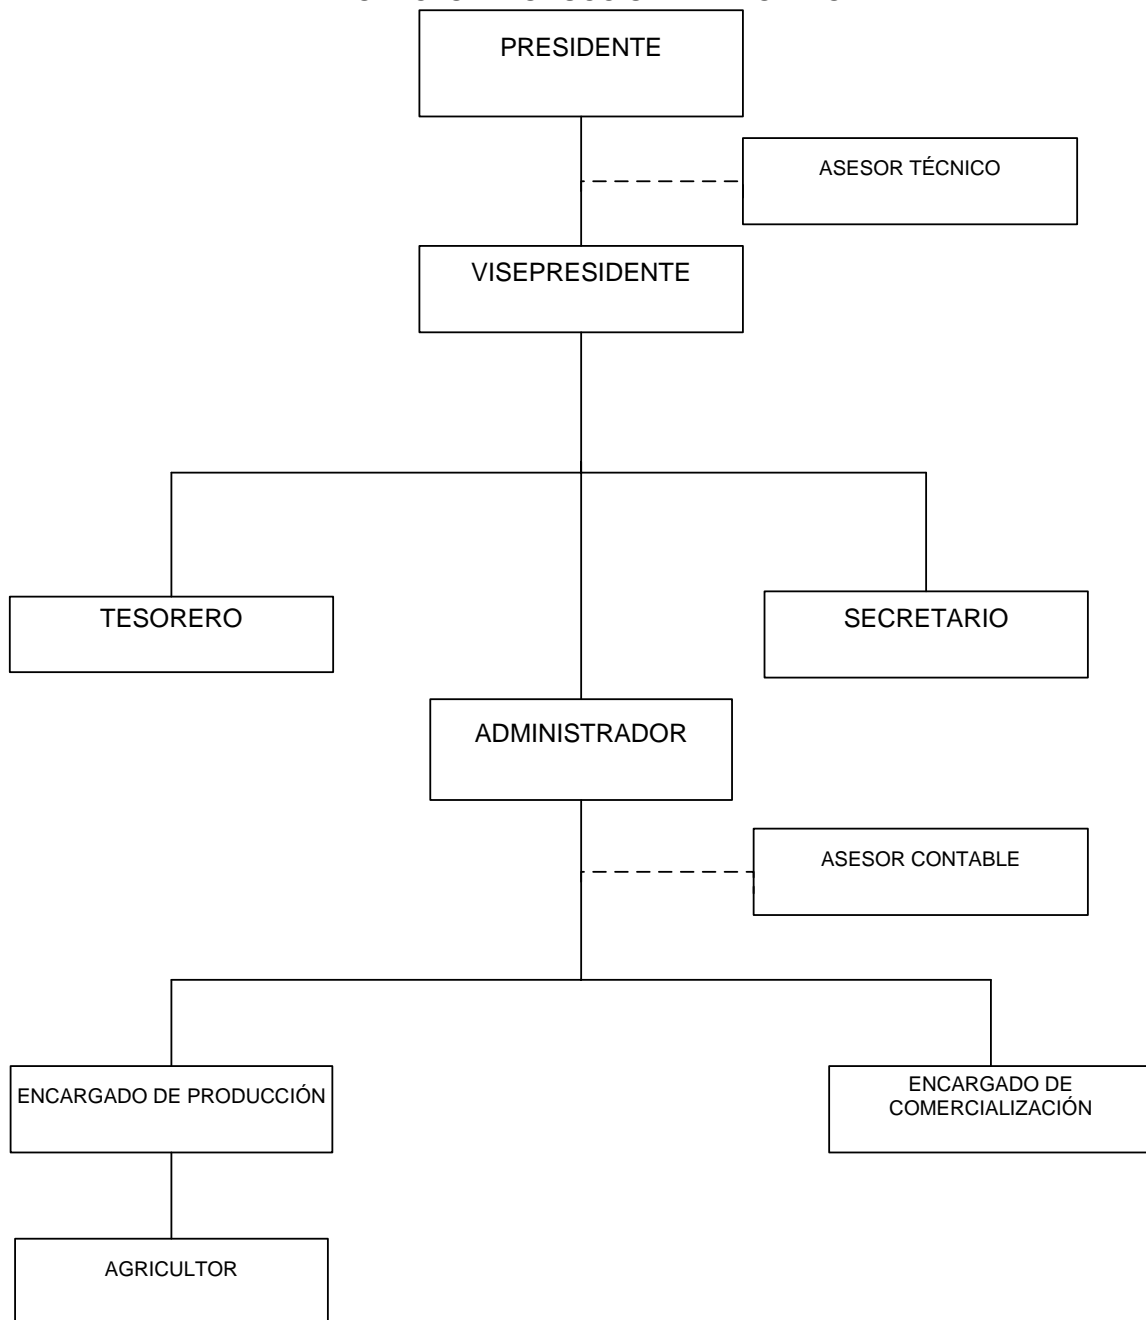 PRESIDENTE
ASESOR TÉCNICO
VISEPRESIDENTE
TESORERO
SECRETARIO
ADMINISTRADOR
ASESOR CONTABLE
ENCARGADO DE PRODUCCIÓN
ENCARGADO DE
COMERCIALIZACIÓN
AGRICULTOR